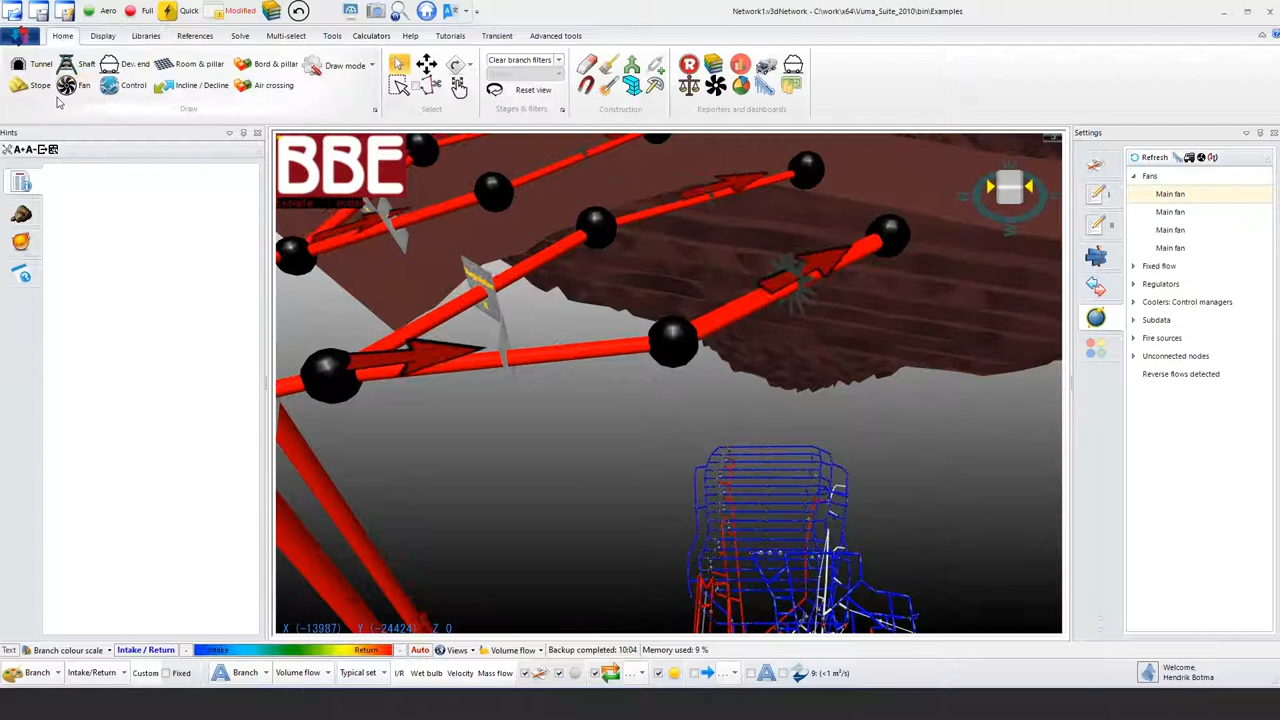 Aero Full Quick Modified Network1.v3dNetwork - C:\work\x64\Vuma_Suite_2010\bin\Examples
Home Display Libraries References Solve Multi-select Tools Calculators Help Tutorials Transient Advanced tools
Tunnel Shaft Dev. end Room & pillar Bord & pillar Draw mode Clear branch filters
Stope Control Incline / Decline Air crossing Reset view
Draw Select Stages & filters Construction Reporters and dashboards
Hints Settings
A+ A- Refresh
BBE
Fans
Main fan
Main fan
Main fan
Main fan
Fixed flow
Regulators
Coolers: Control managers
Subdata
Fire sources
Unconnected nodes
Reverse flows detected
X (-13987) Y (-24424) Z 0
Text Branch colour scale Intake / Return - Intake Return - Auto Views Volume flow Backup completed: 10:04 Memory used: 9 %
Branch Intake/Return Custom Fixed Branch Volume flow Typical set I/R Wet bulb Velocity Mass flow ... ... 9: (<1 m³/s) Welcome,
Hendrik Botma